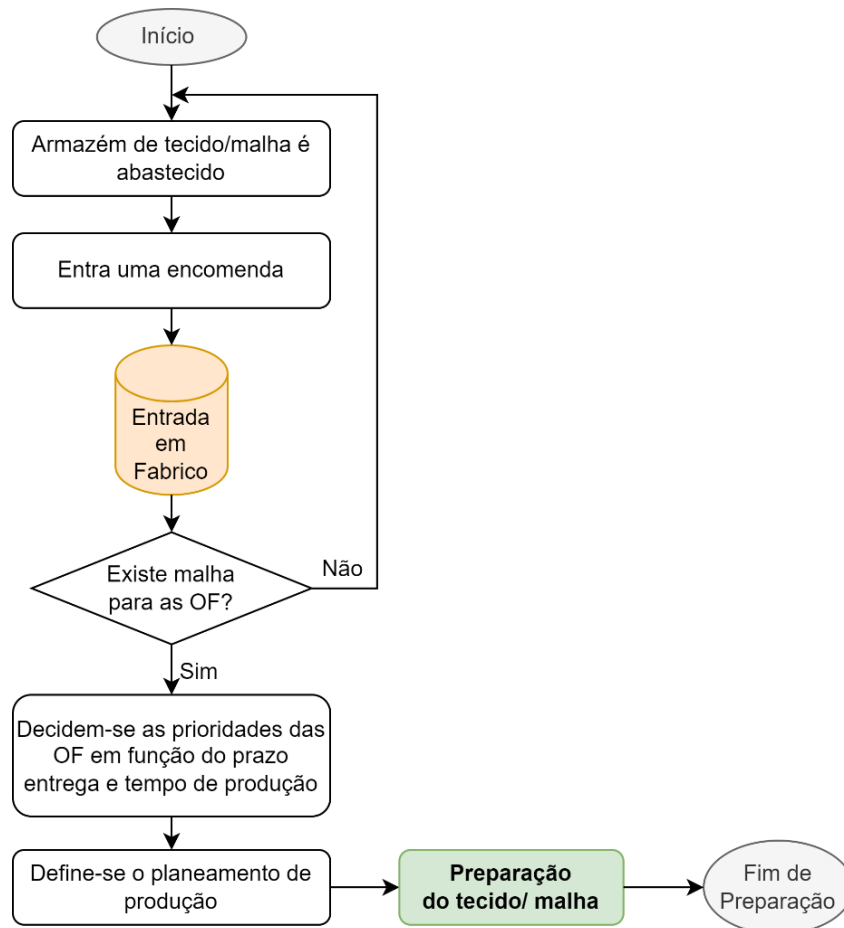 Início
Armazém de tecido/malha é
abastecido
Entra uma encomenda
Entrada
em
Fabrico
Existe malha
para as OF?
Não
Sim
Decidem-se as prioridades das
OF em função do prazo
entrega e tempo de produção
Define-se o planeamento de
produção
Preparação
do tecido/ malha
Fim de
Preparação